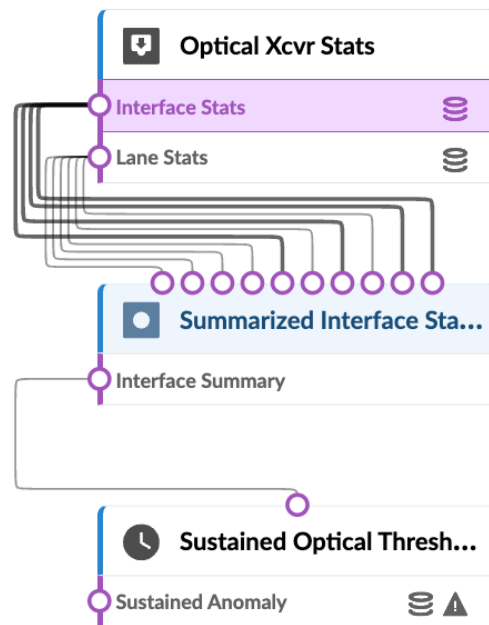 Optical Xcvr Stats
Interface Stats
Lane Stats
Summarized Interface Sta...
Interface Summary
Sustained Optical Thresh...
Sustained Anomaly